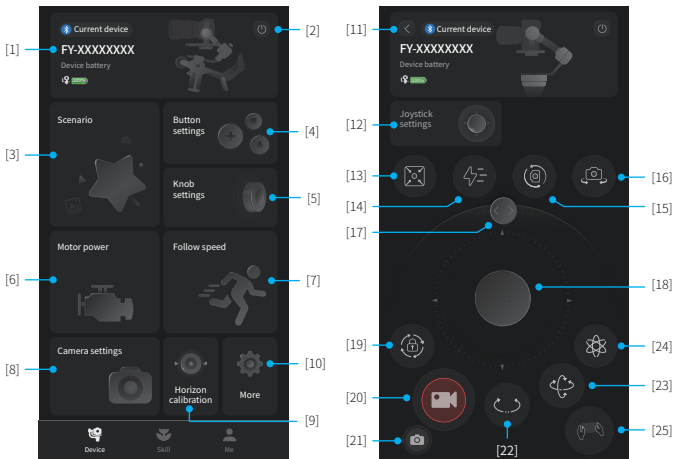 Current device
[1]
FY-XXXXXXXX
[2]
Device battery
100%
Scenario
[3]
Button
settings
[4]
Knob
settings
[5]
Motor power
[6]
Follow speed
[7]
Camera settings
[8]
Horizon
calibration
[9]
More
[10]
Device
Skill
Me
[11]
Current device
FY-XXXXXXXX
Device battery
100%
[12]
Joystick
settings
[13]
[14]
[15]
[16]
[17]
[18]
[19]
[20]
[21]
[22]
[23]
[24]
[25]